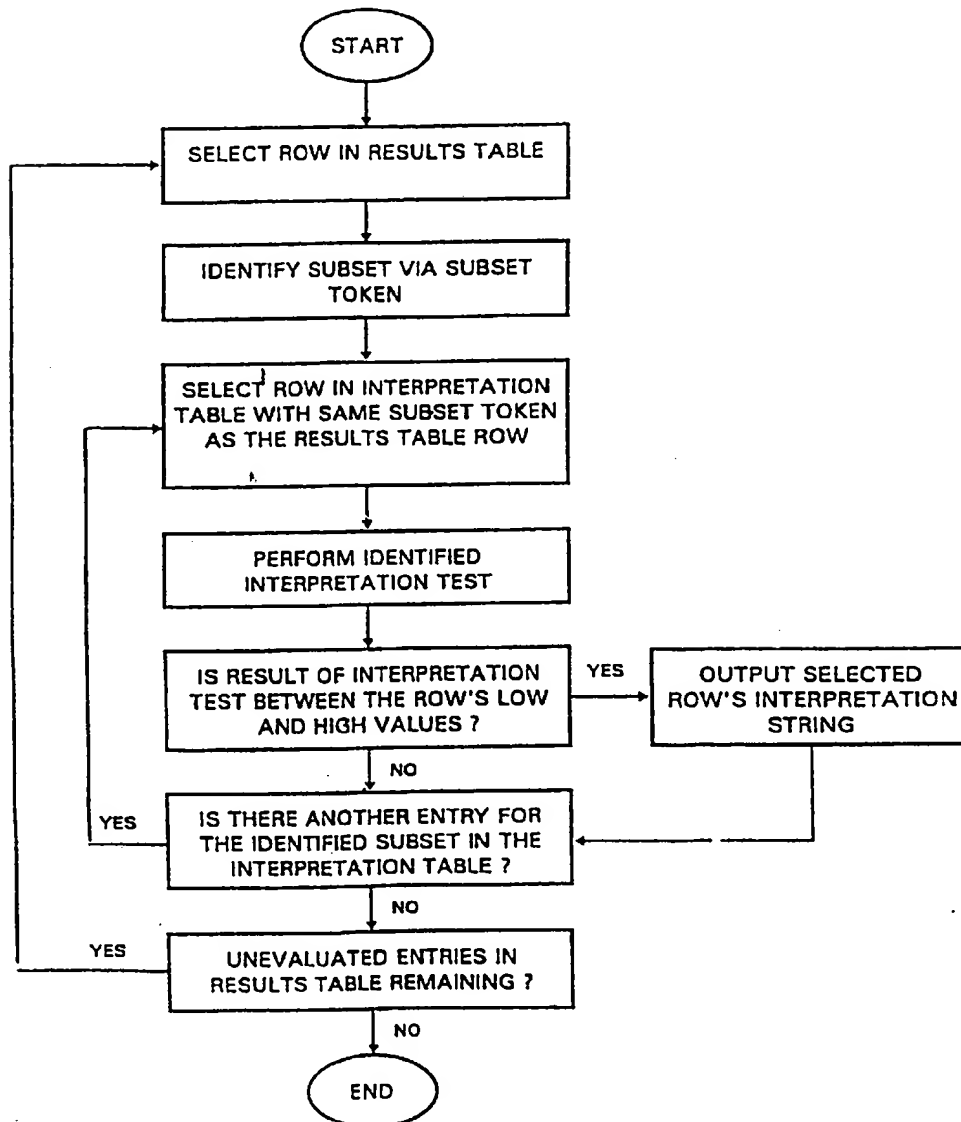 START
SELECT ROW IN RESULTS TABLE
IDENTIFY SUBSET VIA SUBSET
TOKEN
SELECT ROW IN INTERPRETATION
TABLE WITH SAME SUBSET TOKEN
AS THE RESULTS TABLE ROW
PERFORM IDENTIFIED
INTERPRETATION TEST
IS RESULT OF INTERPRETATION
TEST BETWEEN THE ROW'S LOW
AND HIGH VALUES ?
YES
OUTPUT SELECTED
ROW'S INTERPRETATION
STRING
NO
YES
IS THERE ANOTHER ENTRY FOR
THE IDENTIFIED SUBSET IN THE
INTERPRETATION TABLE ?
NO
YES
UNEVALUATED ENTRIES IN
RESULTS TABLE REMAINING ?
NO
END